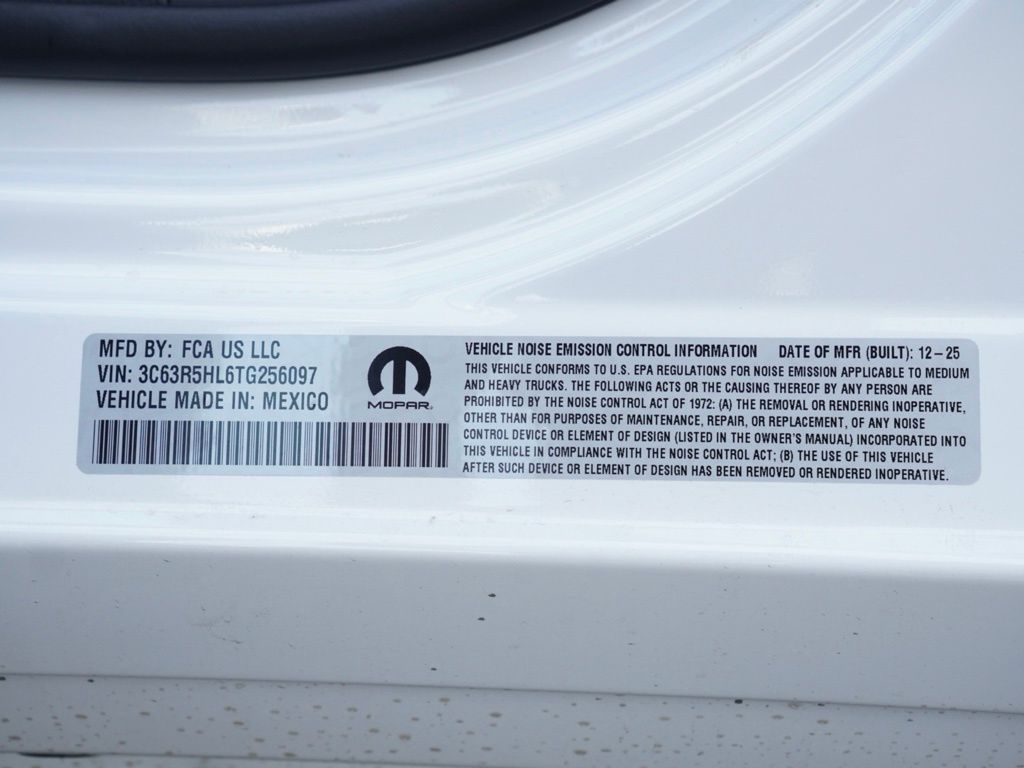 MFD BY: FCA US LLC
VIN: 3C63R5HL6TG256097
VEHICLE MADE IN: MEXICO
MOPAR
VEHICLE NOISE EMISSION CONTROL INFORMATION DATE OF MFR (BUILT): 12-25
THIS VEHICLE CONFORMS TO U.S. EPA REGULATIONS FOR NOISE EMISSION APPLICABLE TO MEDIUM
AND HEAVY TRUCKS. THE FOLLOWING ACTS OR THE CAUSING THEREOF BY ANY PERSON ARE
PROHIBITED BY THE NOISE CONTROL ACT OF 1972: (A) THE REMOVAL OR RENDERING INOPERATIVE,
OTHER THAN FOR PURPOSES OF MAINTENANCE, REPAIR, OR REPLACEMENT, OF ANY NOISE
CONTROL DEVICE OR ELEMENT OF DESIGN (LISTED IN THE OWNER'S MANUAL) INCORPORATED INTO
THIS VEHICLE IN COMPLIANCE WITH THE NOISE CONTROL ACT; (B) THE USE OF THIS VEHICLE
AFTER SUCH DEVICE OR ELEMENT OF DESIGN HAS BEEN REMOVED OR RENDERED INOPERATIVE.